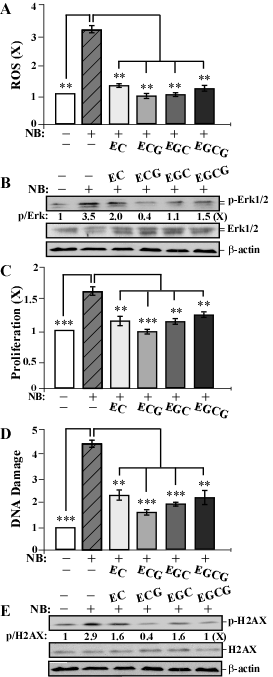 A
ROS (X)
4
3
2
1
0
** ** ** ** **
NB: − + + + + +
− − EC ECG EGC EGCG
B
EC ECG EGC EGCG
NB: − + + + + +
p-Erk1/2
p/Erk: 1 3.5 2.0 0.4 1.1 1.5 (X)
Erk1/2
β-actin
C
Proliferation (X)
2
1.5
1
0.5
0
*** ** *** ** **
NB: − + + + + +
− − EC ECG EGC EGCG
D
DNA Damage
5
4
3
2
1
0
*** ** *** *** **
− + + + + +
− − EC ECG EGC EGCG
E
− − EC ECG EGC EGCG
NB: − + + + + +
p-H2AX
p/H2AX: 1 2.9 1.6 0.4 1.6 1 (X)
H2AX
β-actin